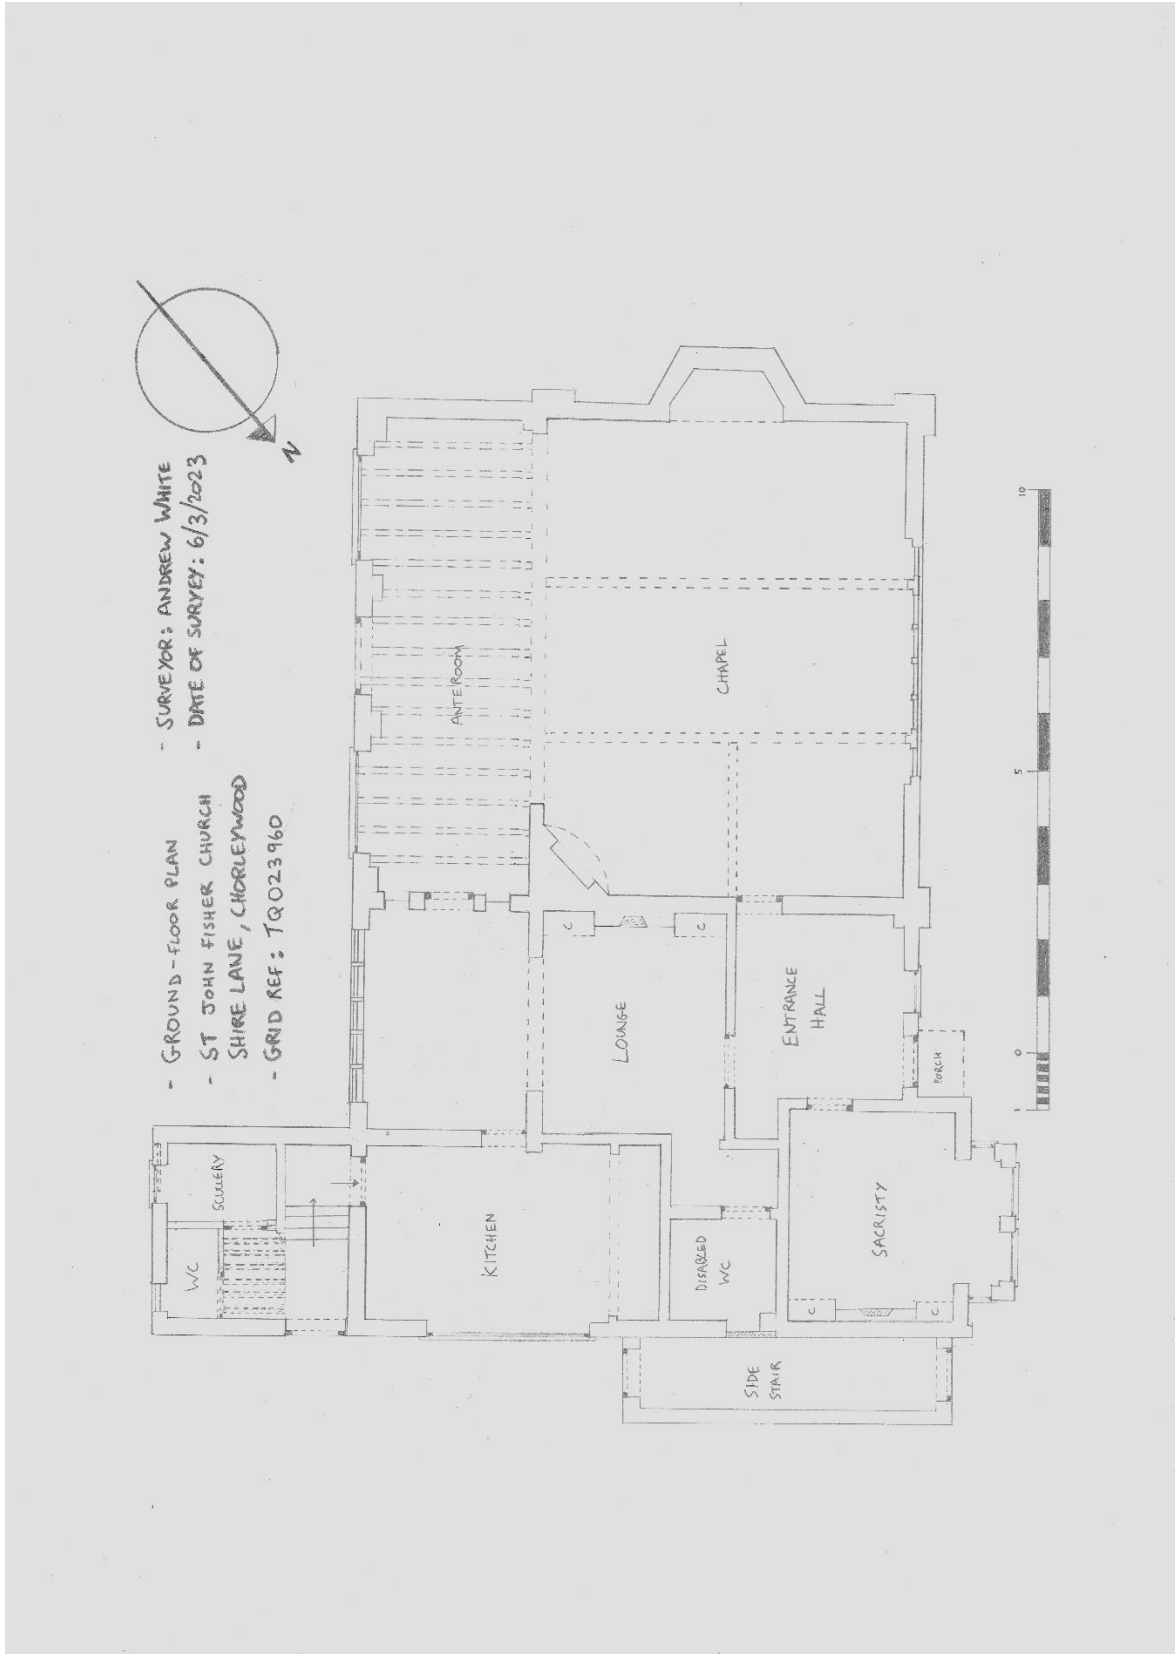 - GROUND-FLOOR PLAN
- ST JOHN FISHER CHURCH
SHIRE LANE, CHORLEYWOOD
- GRID REF: TQ023960
- SURVEYOR: ANDREW WHITE
- DATE OF SURVEY: 6/3/2023
N
SCULLERY
WC
KITCHEN
ANTEROOM
CHAPEL
LOUNGE
C
C
ENTRANCE
HALL
PORCH
DISABLED
WC
SACRISTY
C
C
SIDE
STAIR
1
0
5
10